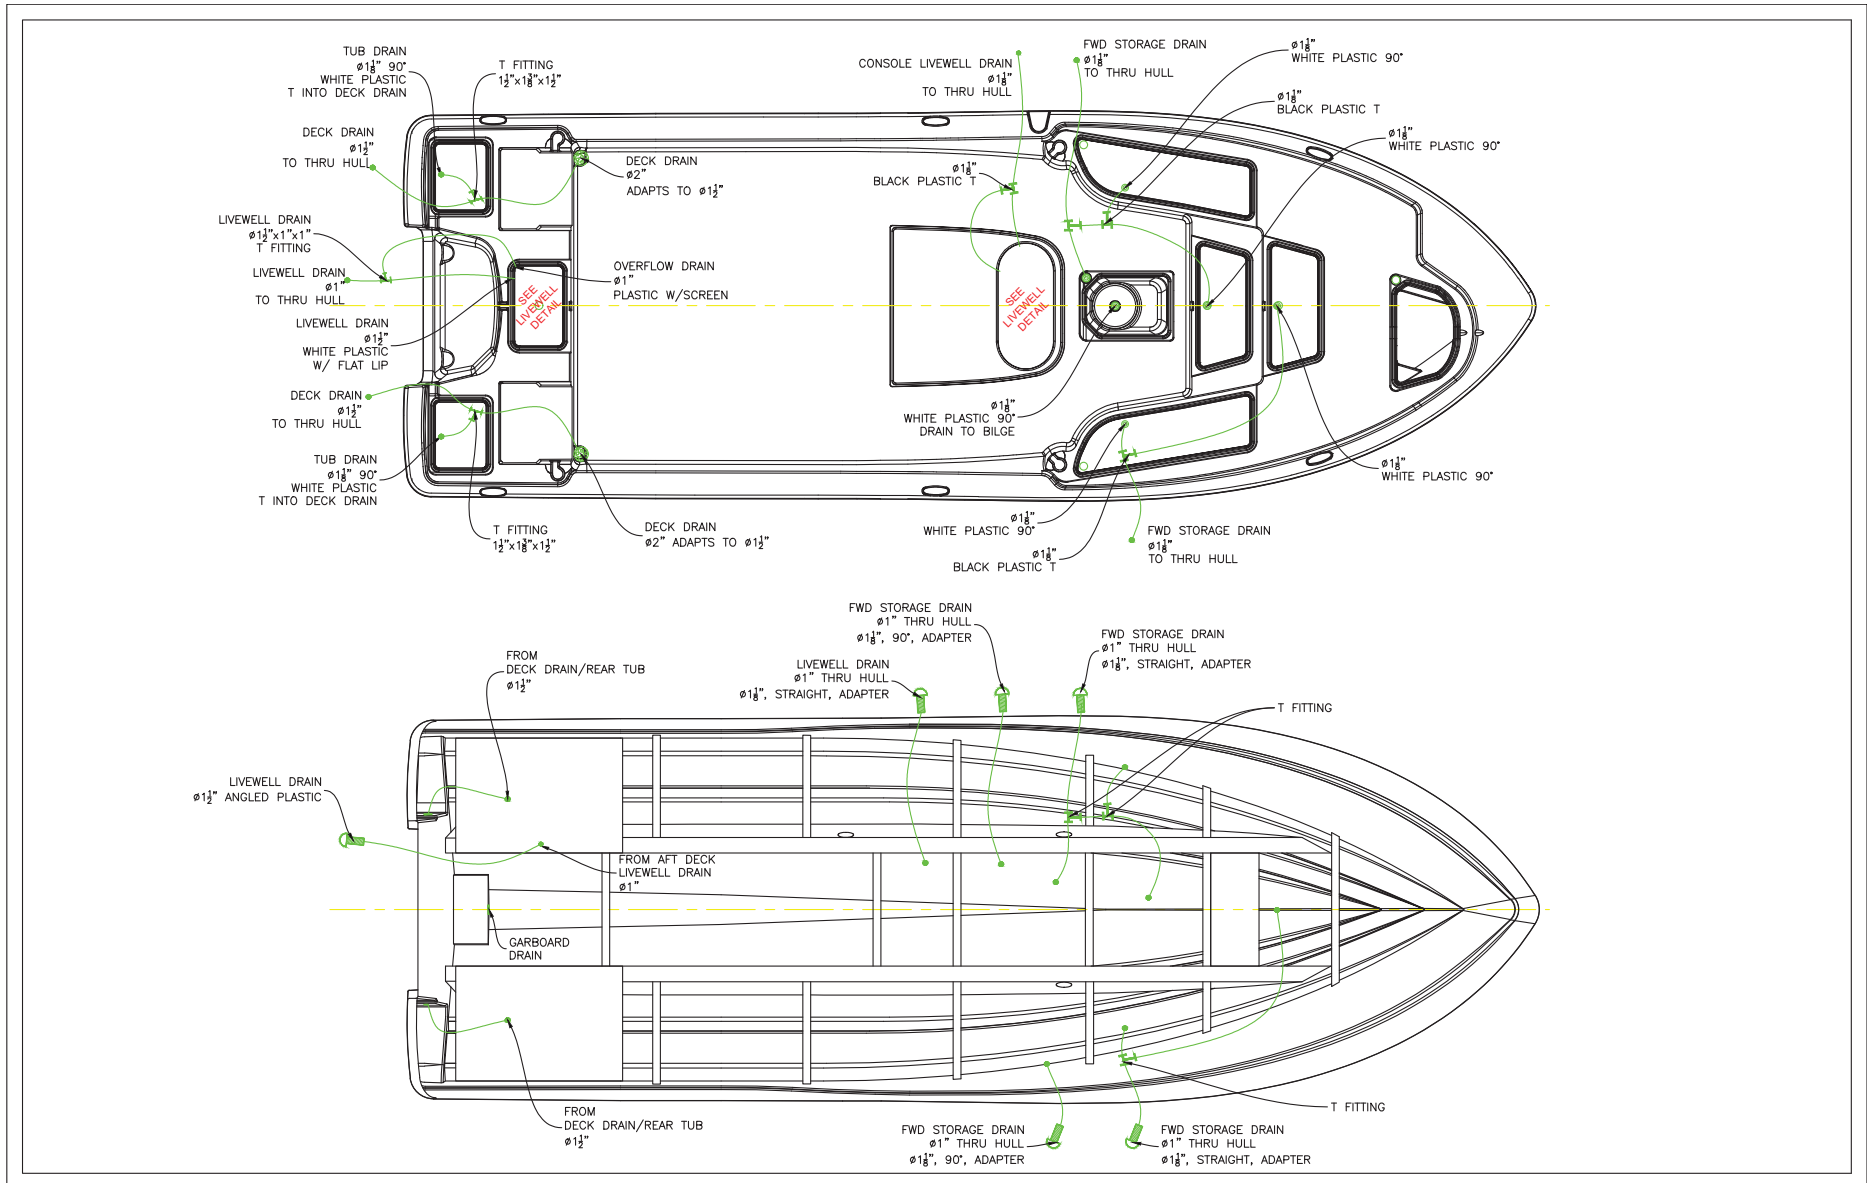 TUB DRAIN
ø1⅛" 90°
WHITE PLASTIC
T INTO DECK DRAIN
T FITTING
1½"x1⅜"x1½"
DECK DRAIN
ø1½"
TO THRU HULL
DECK DRAIN
ø2"
ADAPTS TO ø1½"
LIVEWELL DRAIN
ø1½"x1"x1"
T FITTING
LIVEWELL DRAIN
ø1"
TO THRU HULL
OVERFLOW DRAIN
ø1"
PLASTIC W/SCREEN
SEE
LIVEWELL
DETAIL
LIVEWELL DRAIN
ø1½"
WHITE PLASTIC
W/ FLAT LIP
DECK DRAIN
ø1½"
TO THRU HULL
TUB DRAIN
ø1⅛" 90°
WHITE PLASTIC
T INTO DECK DRAIN
T FITTING
1½"x1⅜"x1½"
DECK DRAIN
ø2" ADAPTS TO ø1½"
CONSOLE LIVEWELL DRAIN
ø1⅛"
TO THRU HULL
FWD STORAGE DRAIN
ø1⅛"
TO THRU HULL
ø1⅛"
WHITE PLASTIC 90°
ø1⅛"
BLACK PLASTIC T
ø1⅛"
WHITE PLASTIC 90°
ø1⅛"
BLACK PLASTIC T
SEE
LIVEWELL
DETAIL
ø1⅛"
WHITE PLASTIC 90°
DRAIN TO BILGE
ø1⅛"
WHITE PLASTIC 90°
ø1⅛"
WHITE PLASTIC 90°
ø1⅛"
BLACK PLASTIC T
FWD STORAGE DRAIN
ø1⅛"
TO THRU HULL
FWD STORAGE DRAIN
ø1" THRU HULL
ø1⅛", 90°, ADAPTER
FWD STORAGE DRAIN
ø1" THRU HULL
ø1⅛", STRAIGHT, ADAPTER
LIVEWELL DRAIN
ø1" THRU HULL
ø1⅛", STRAIGHT, ADAPTER
FROM
DECK DRAIN/REAR TUB
ø1½"
T FITTING
LIVEWELL DRAIN
ø1½" ANGLED PLASTIC
FROM AFT DECK
LIVEWELL DRAIN
ø1"
GARBOARD
DRAIN
FROM
DECK DRAIN/REAR TUB
ø1½"
T FITTING
FWD STORAGE DRAIN
ø1" THRU HULL
ø1⅛", 90°, ADAPTER
FWD STORAGE DRAIN
ø1" THRU HULL
ø1⅛", STRAIGHT, ADAPTER